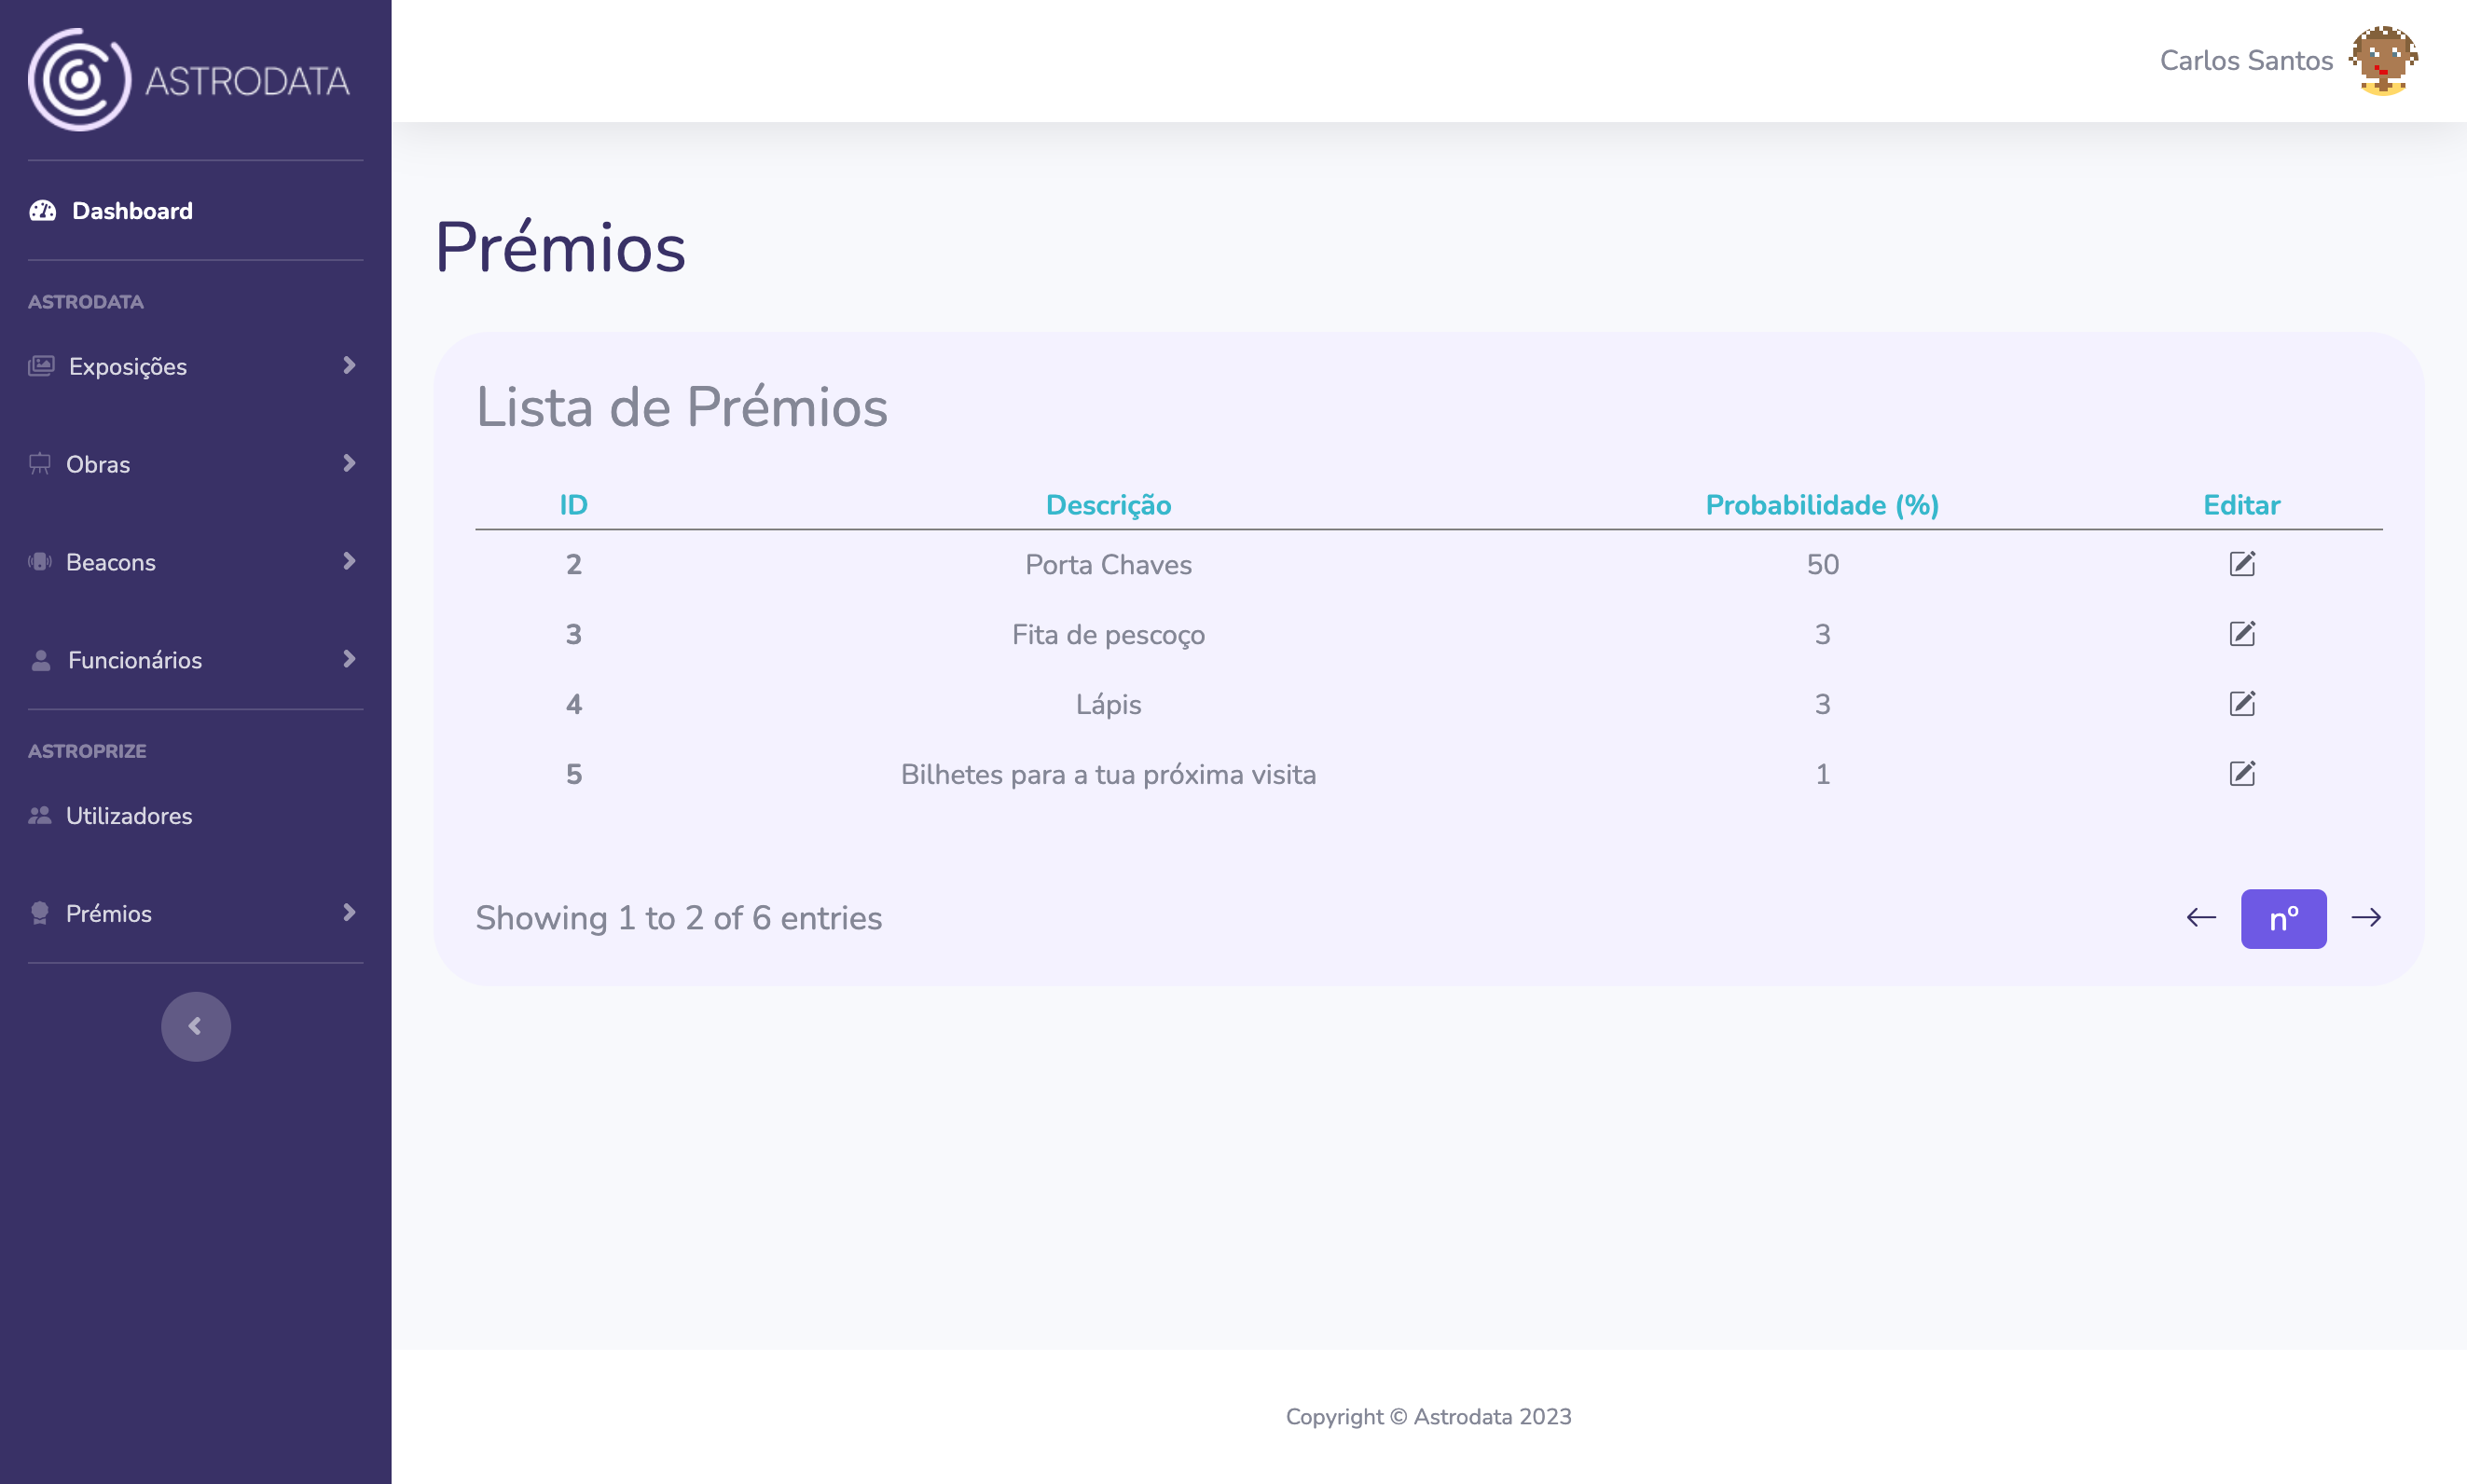 ASTRODATA
Carlos Santos
Dashboard
ASTRODATA
Exposições
Obras
Beacons
Funcionários
ASTROPRIZE
Utilizadores
Prémios
Prémios
Lista de Prémios
ID Descrição Probabilidade (%) Editar
2 Porta Chaves 50
3 Fita de pescoço 3
4 Lápis 3
5 Bilhetes para a tua próxima visita 1
Showing 1 to 2 of 6 entries
nº
Copyright © Astrodata 2023